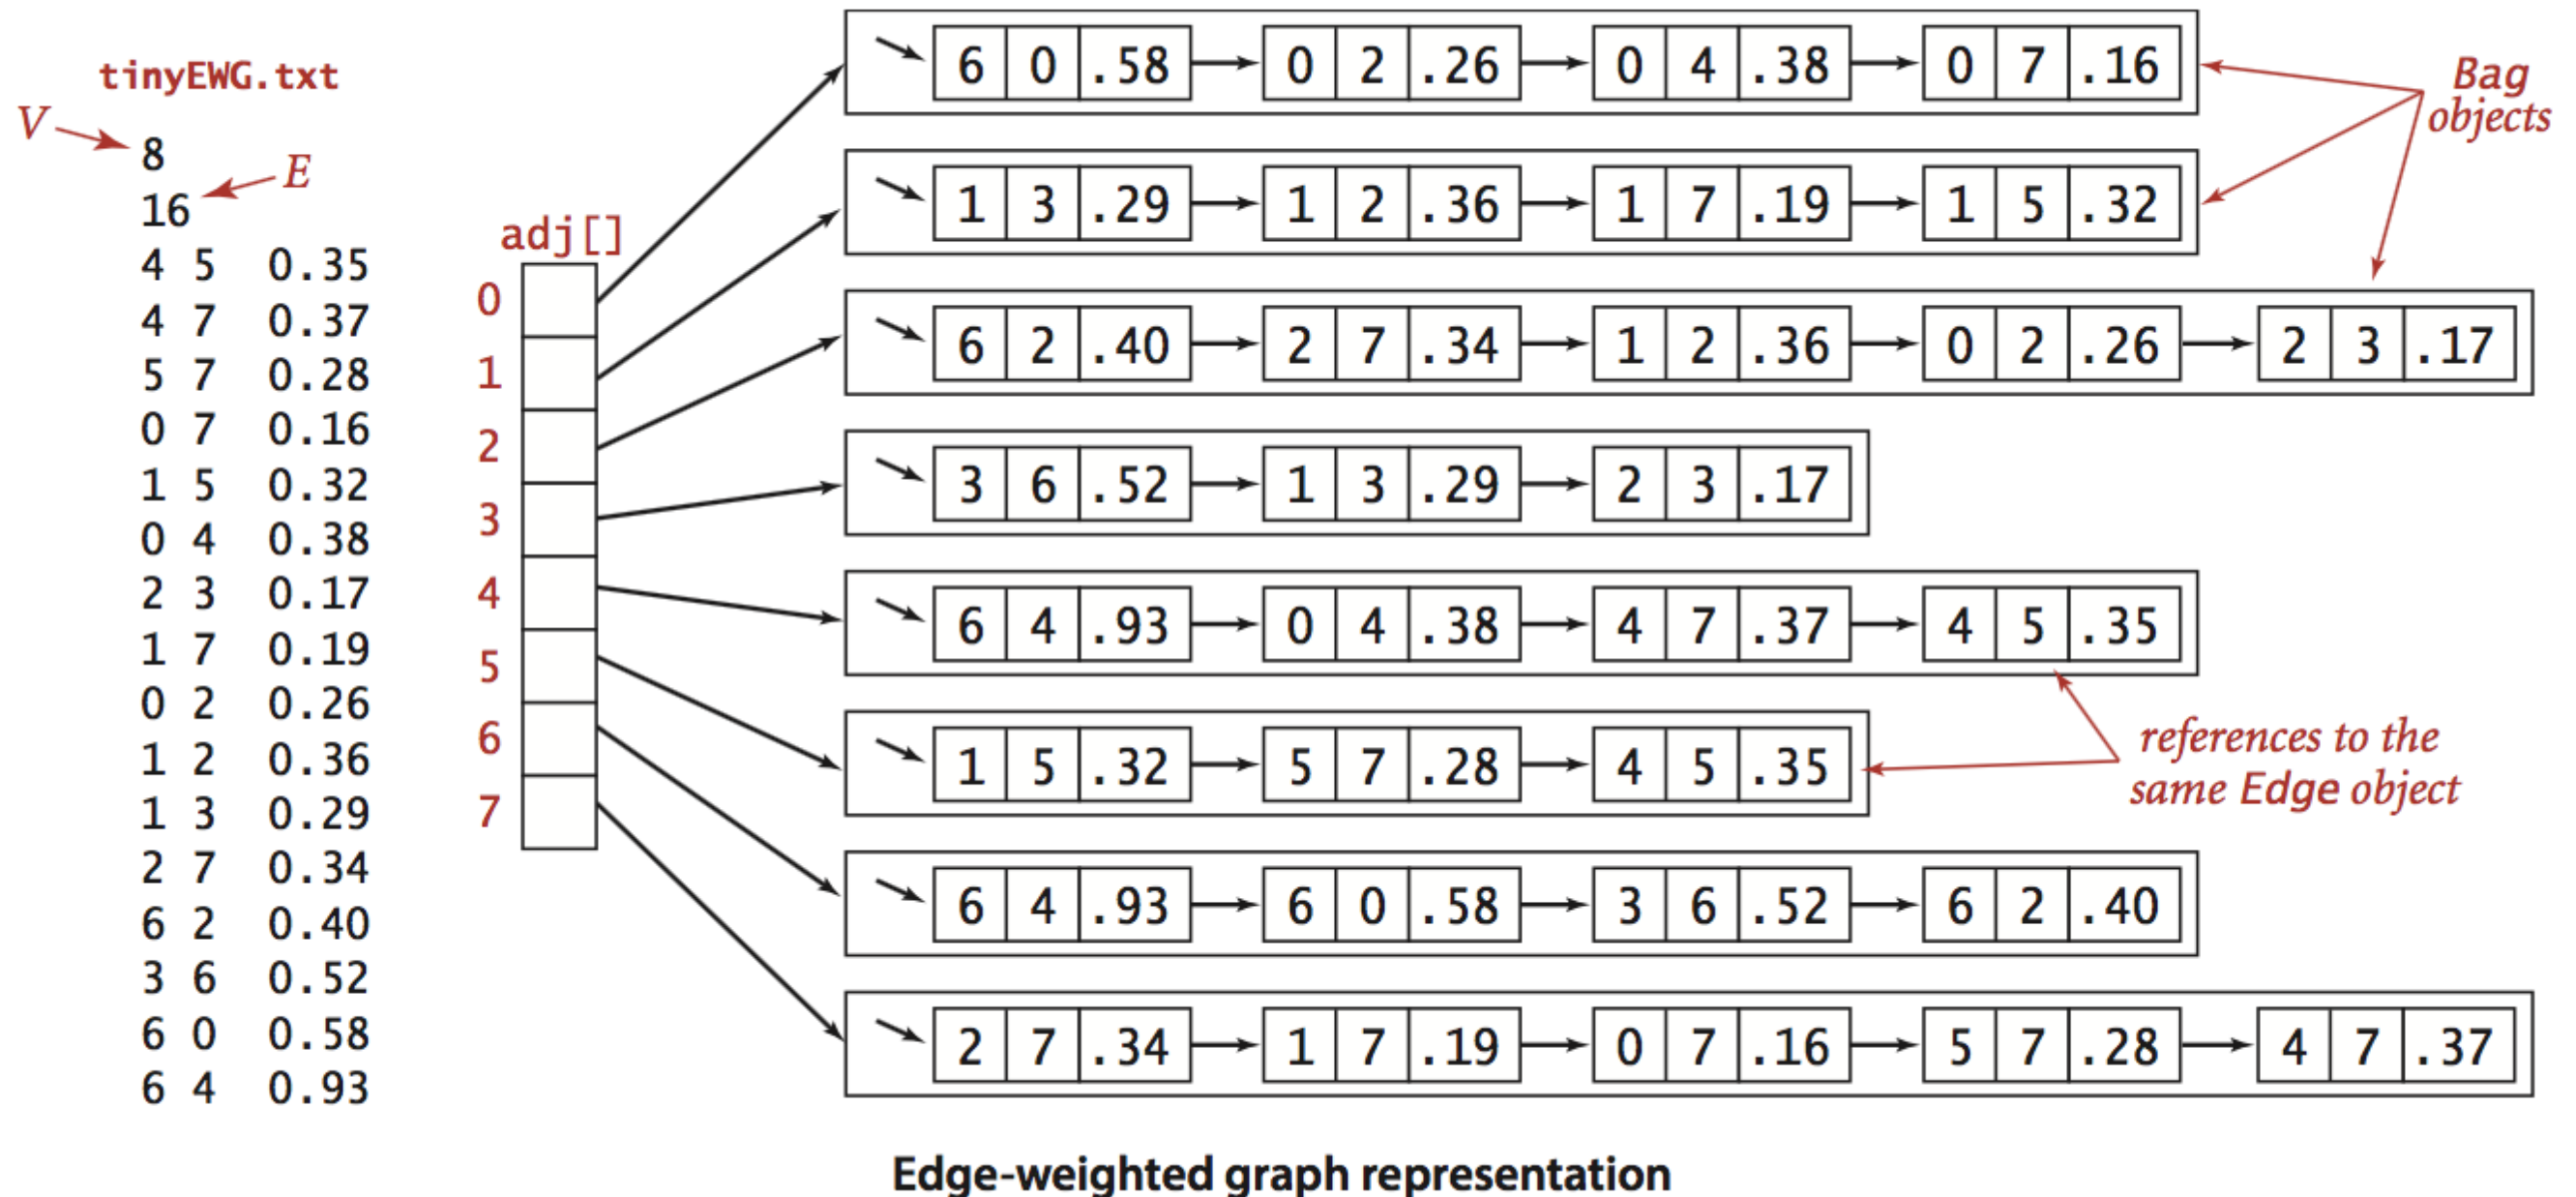 tinyEWG.txt
V
8
E
16
4 5 0.35
4 7 0.37
5 7 0.28
0 7 0.16
1 5 0.32
0 4 0.38
2 3 0.17
1 7 0.19
0 2 0.26
1 2 0.36
1 3 0.29
2 7 0.34
6 2 0.40
3 6 0.52
6 0 0.58
6 4 0.93
adj[]
0
1
2
3
4
5
6
7
6 0 .58 0 2 .26 0 4 .38 0 7 .16
1 3 .29 1 2 .36 1 7 .19 1 5 .32
6 2 .40 2 7 .34 1 2 .36 0 2 .26 2 3 .17
3 6 .52 1 3 .29 2 3 .17
6 4 .93 0 4 .38 4 7 .37 4 5 .35
1 5 .32 5 7 .28 4 5 .35
6 4 .93 6 0 .58 3 6 .52 6 2 .40
2 7 .34 1 7 .19 0 7 .16 5 7 .28 4 7 .37
Bag
objects
references to the
same Edge object
Edge-weighted graph representation